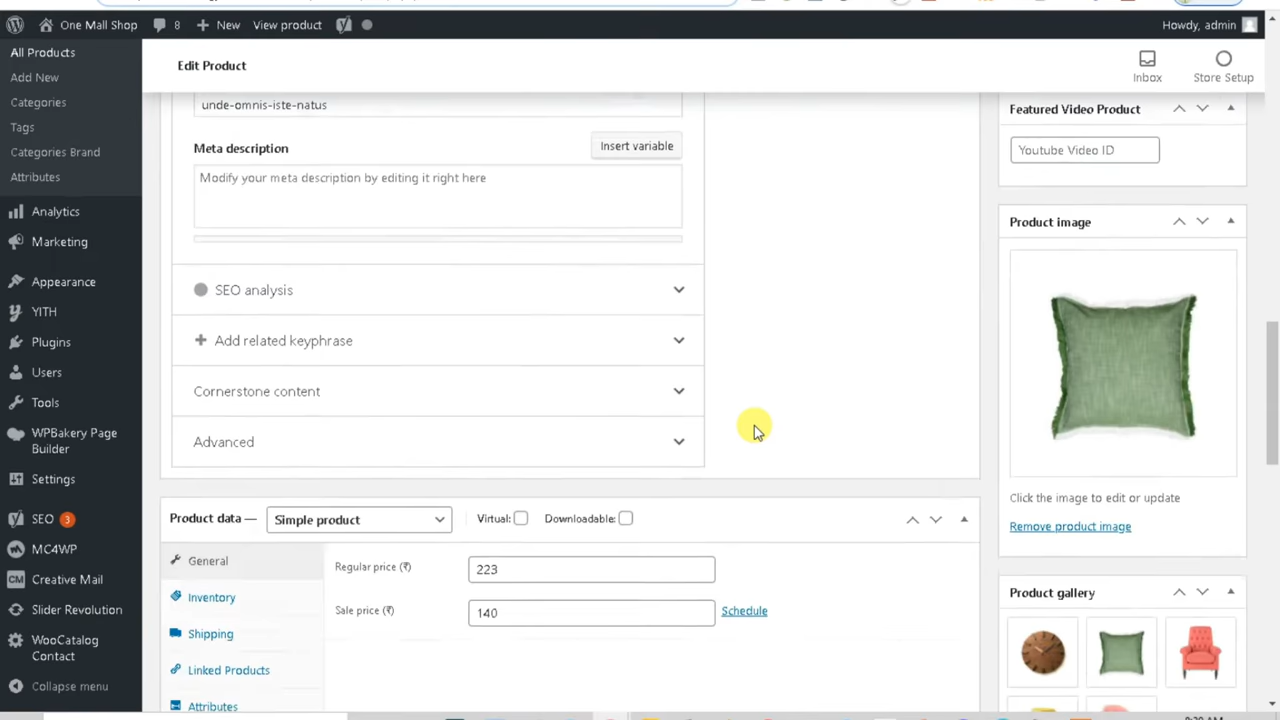 One Mall Shop
8
New
View product
Howdy, admin
All Products
Add New
Categories
Tags
Categories Brand
Attributes
Analytics
Marketing
Appearance
YITH
Plugins
Users
Tools
WPBakery Page
Builder
Settings
SEO 3
MC4WP
CM Creative Mail
Slider Revolution
WooCatalog
Contact
Collapse menu
Edit Product
Inbox
Store Setup
unde-omnis-iste-natus
Meta description
Insert variable
Modify your meta description by editing it right here
SEO analysis
Add related keyphrase
Cornerstone content
Advanced
Product data —
Simple product
Virtual:
Downloadable:
General
Inventory
Shipping
Linked Products
Attributes
Regular price (₹)
223
Sale price (₹)
140
Schedule
Featured Video Product
Youtube Video ID
Product image
Click the image to edit or update
Remove product image
Product gallery